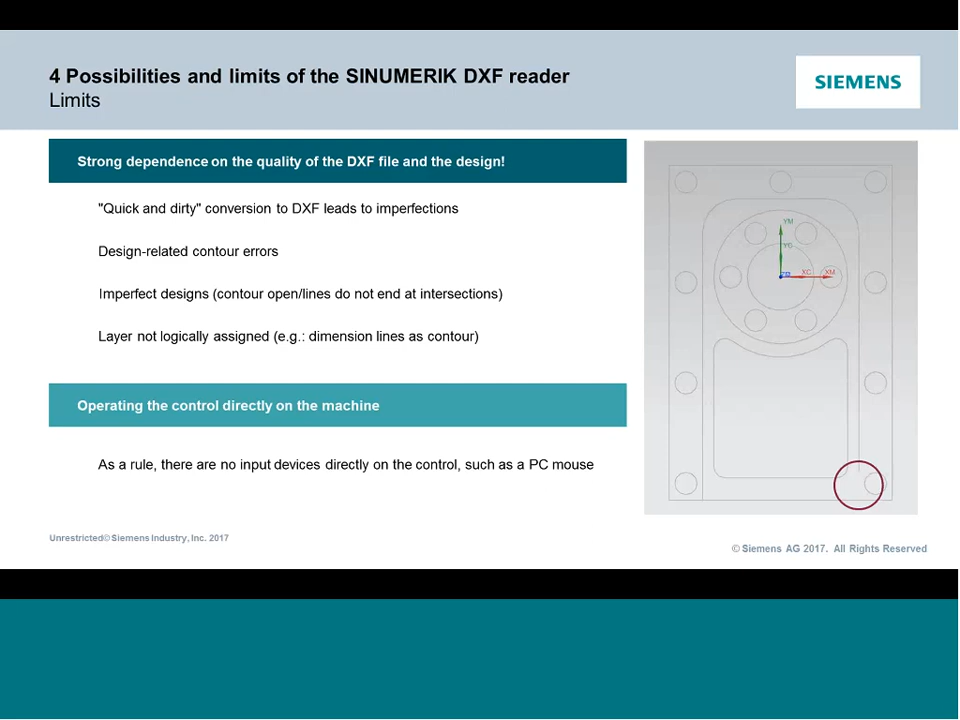 4 Possibilities and limits of the SINUMERIK DXF reader
Limits
SIEMENS
Strong dependence on the quality of the DXF file and the design!
"Quick and dirty" conversion to DXF leads to imperfections
Design-related contour errors
Imperfect designs (contour open/lines do not end at intersections)
Layer not logically assigned (e.g.: dimension lines as contour)
Operating the control directly on the machine
As a rule, there are no input devices directly on the control, such as a PC mouse
YM
YC
XC XM
Unrestricted© Siemens Industry, Inc. 2017
© Siemens AG 2017. All Rights Reserved